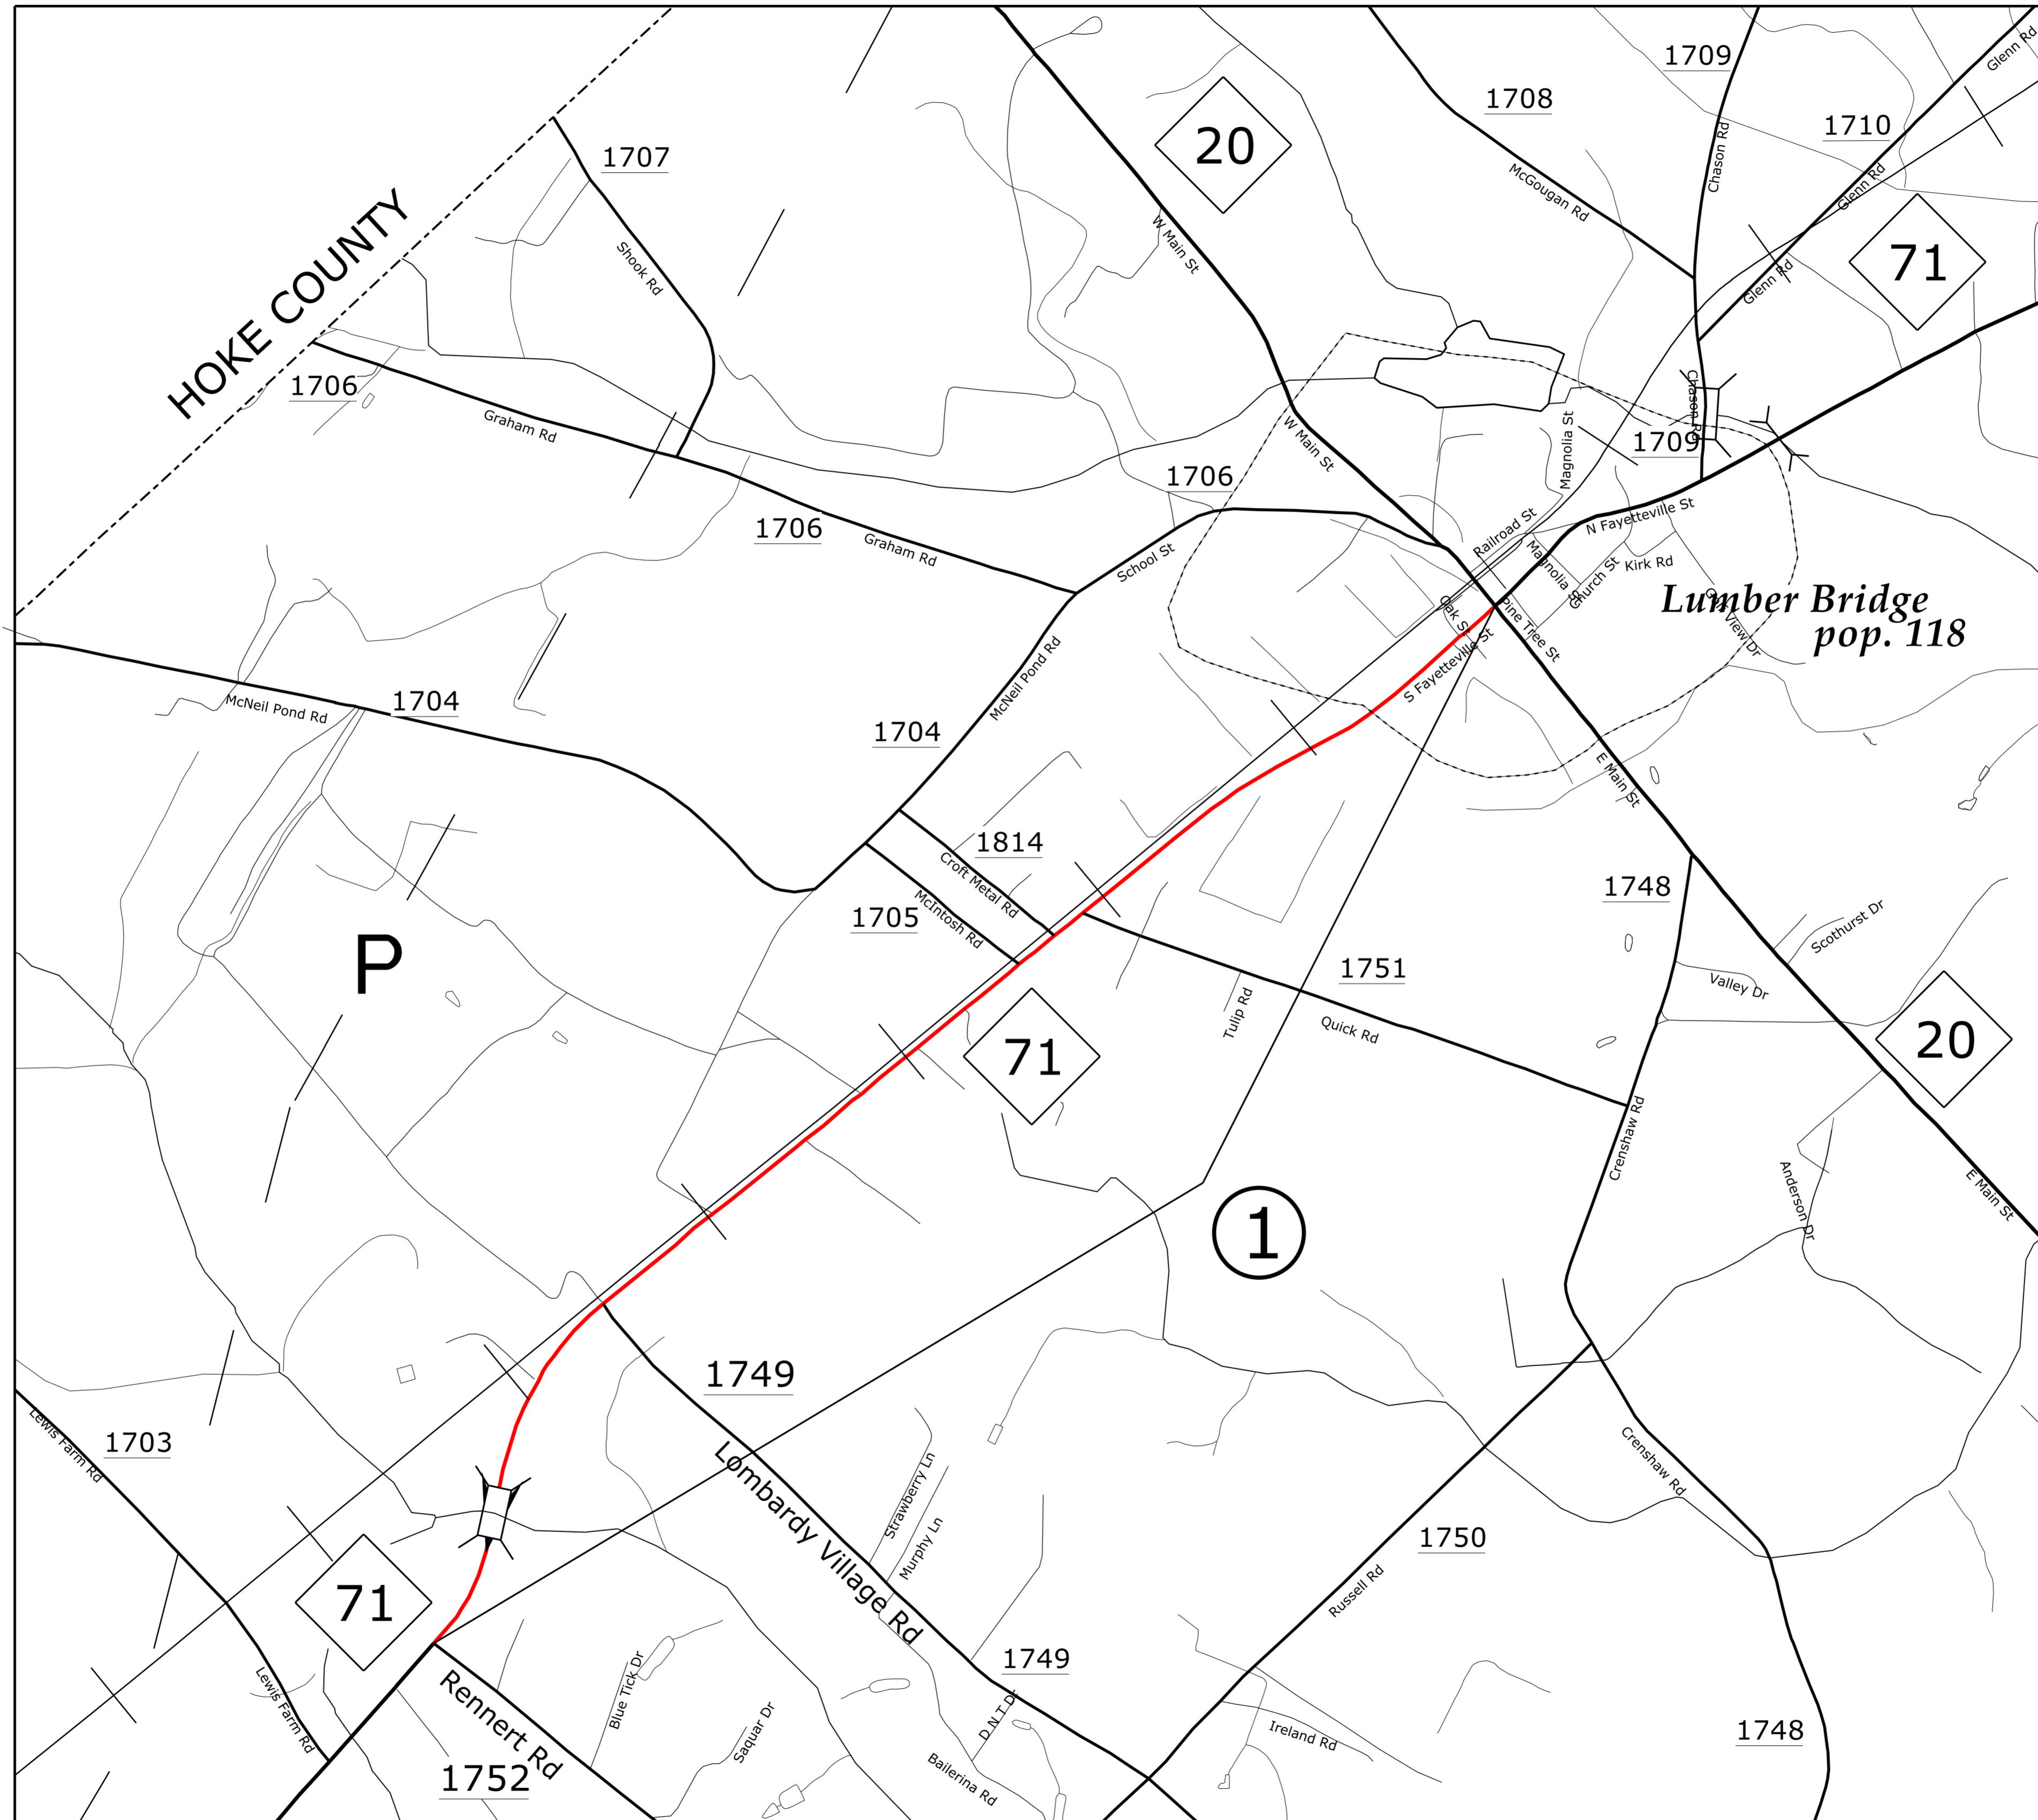 1709
Glenn Rd
1708
1710
20
Chason Rd
1707
McGougan Rd
Glenn Rd
W Main St
71
Shook Rd
Glenn Rd
HOKE COUNTY
1706
Graham Rd
W Main St
Chason Rd
Magnolia St
1709
1706
1706
Graham Rd
School St
Railroad St
N Fayetteville St
Magnolia St
Church St
Kirk Rd
Lumber Bridge
pop. 118
Oak St
Pine Tree St
View Dr
S Fayetteville St
McNeil Pond Rd
1704
McNeil Pond Rd
1704
E Main St
1814
Croft Metal Rd
1748
1705
McIntosh Rd
Scothurst Dr
P
1751
Valley Dr
Tulip Rd
Quick Rd
71
20
Crenshaw Rd
Anderson Dr
E Main St
1
1749
Lewis Farm Rd
1703
Lombardy Village Rd
Strawberry Ln
Murphy Ln
Crenshaw Rd
1750
Russell Rd
71
1749
Lewis Farm Rd
Rennert Rd
Blue Tick Dr
Saquar Dr
D N T Dr
Ireland Rd
1748
1752
Bailerina Rd